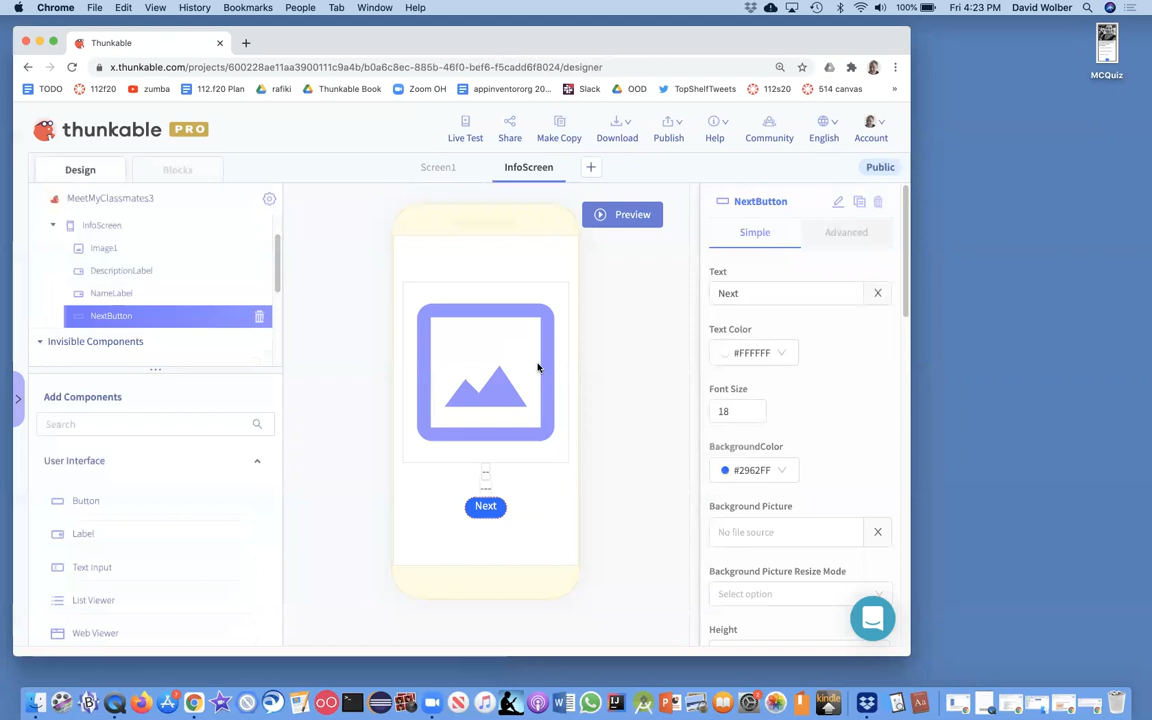 Chrome File Edit View History Bookmarks People Tab Window Help 100% Fri 4:23 PM David Wolber
Thunkable
x.thunkable.com/projects/600228ae11aa3900111c9a4b/b0a6c8ec-885b-46f0-bef6-f5cadd6f8024/designer
TODO 112f20 zumba 112.f20 Plan rafiki Thunkable Book Zoom OH appinventororg 20... Slack OOD TopShelfTweets 112s20 514 canvas »
MCQuiz
thunkable PRO
Live Test Share Make Copy Download Publish Help Community English Account
Design Blocks Screen1 InfoScreen + Public
MeetMyClassmates3
InfoScreen
Image1
DescriptionLabel
NameLabel
NextButton
Invisible Components
Add Components
Search
User Interface
Button
Label
Text Input
List Viewer
Web Viewer
Preview
Next
NextButton
Simple Advanced
Text
Next X
Text Color
#FFFFFF
Font Size
18
BackgroundColor
#2962FF
Background Picture
No file source X
Background Picture Resize Mode
Select option
Height